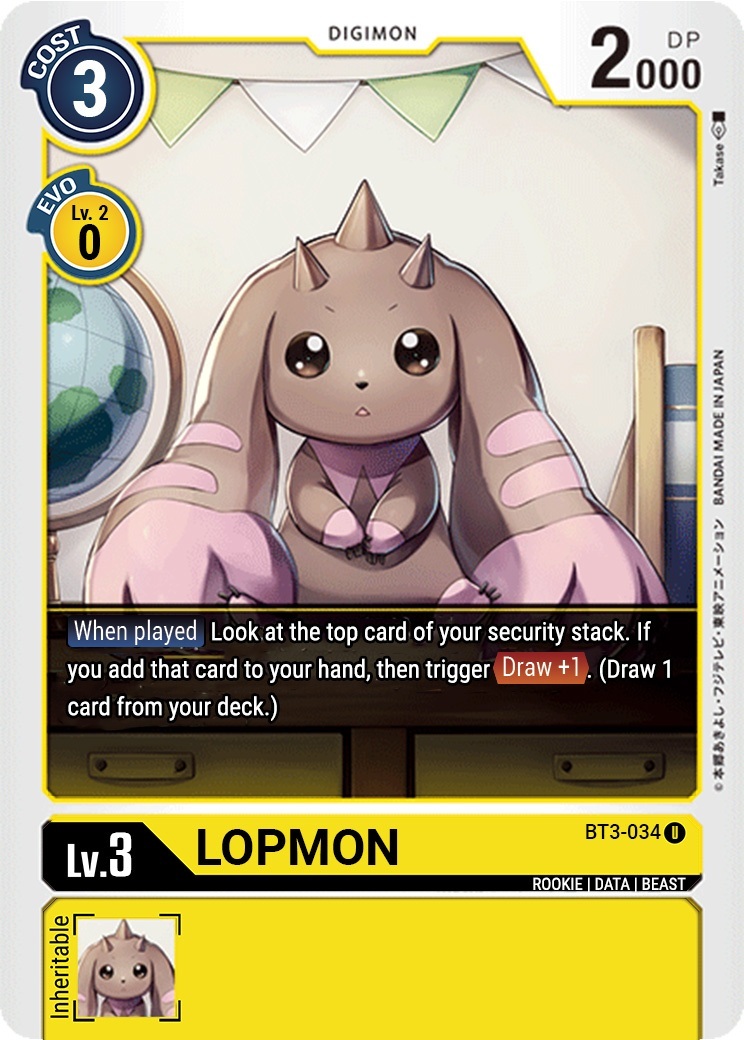 COST
3
DIGIMON
2000
DP
EVO
Lv. 2
0
Takase
When played Look at the top card of your security stack. If
you add that card to your hand, then trigger Draw +1. (Draw 1
card from your deck.)
©本郷あきよし・フジテレビ・東映アニメーション BANDAI MADE IN JAPAN
Lv.3
LOPMON
BT3-034 U
ROOKIE | DATA | BEAST
Inheritable